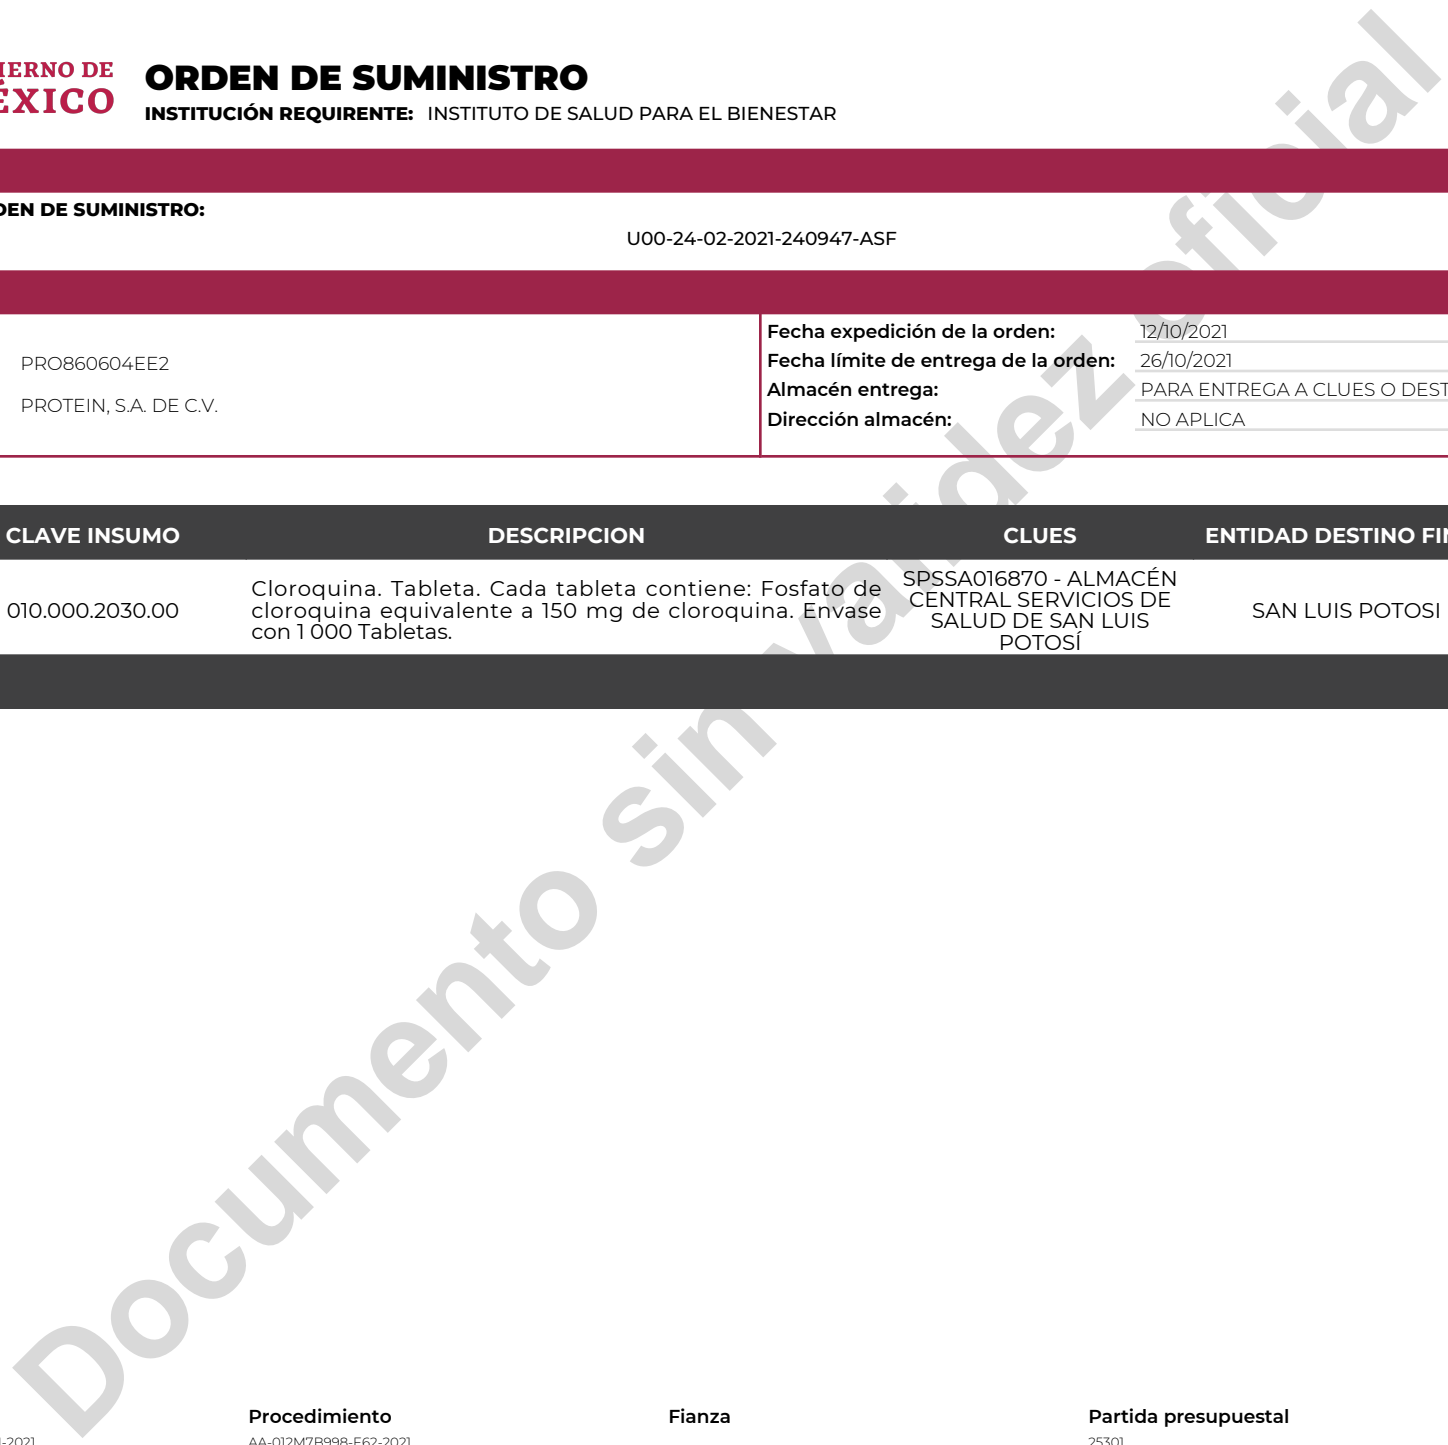 ORDEN DE SUMINISTRO
INSTITUCIÓN REQUIRENTE: INSTITUTO DE SALUD PARA EL BIENESTAR
DE SUMINISTRO:
U00-24-02-2021-240947-ASF
PRO860604EE2
PROTEIN, S.A. DE C.V.
Fecha expedición de la orden: 12/10/2021
Fecha límite de entrega de la orden: 26/10/2021
Almacén entrega: PARA ENTREGA A CLUES O DEST
Dirección almacén: NO APLICA
CLAVE INSUMO DESCRIPCION CLUES ENTIDAD DESTINO FIN
010.000.2030.00
Cloroquina. Tableta. Cada tableta contiene: Fosfato de
cloroquina equivalente a 150 mg de cloroquina. Envase
con 1 000 Tabletas.
SPSSA016870 - ALMACÉN
CENTRAL SERVICIOS DE
SALUD DE SAN LUIS
POTOSÍ
SAN LUIS POTOSI
Documento sin validez oficial
Procedimiento Fianza Partida presupuestal
AA-012M7B998-E62-2021 25301